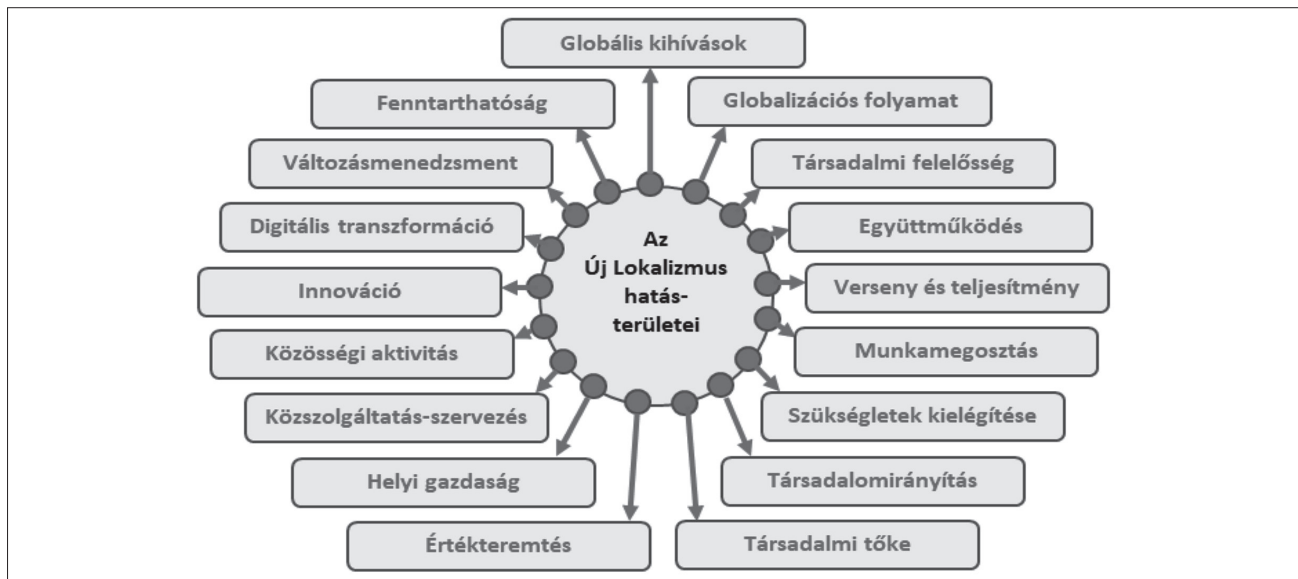 Globális kihívások
Globalizációs folyamat
Társadalmi felelősség
Együttműködés
Verseny és teljesítmény
Munkamegosztás
Szükségletek kielégítése
Társadalomirányítás
Társadalmi tőke
Értékteremtés
Helyi gazdaság
Közszolgáltatás-szervezés
Közösségi aktivitás
Innováció
Digitális transzformáció
Változásmenedzsment
Fenntarthatóság
Az
Új Lokalizmus
hatás-
területei